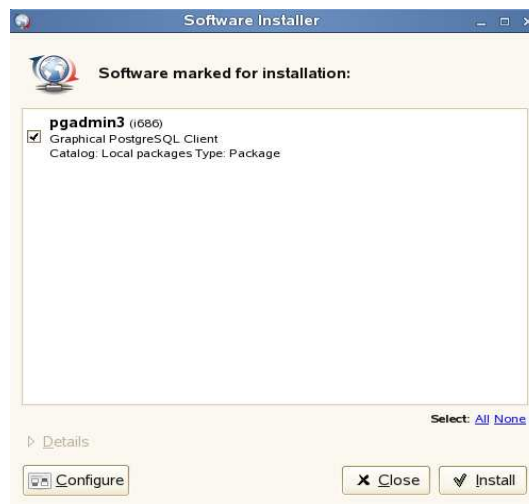 Software Installer
Software marked for installation:
pgadmin3 (i686)
Graphical PostgreSQL Client
Catalog: Local packages Type: Package
Select: All None
Details
Configure
Close
Install